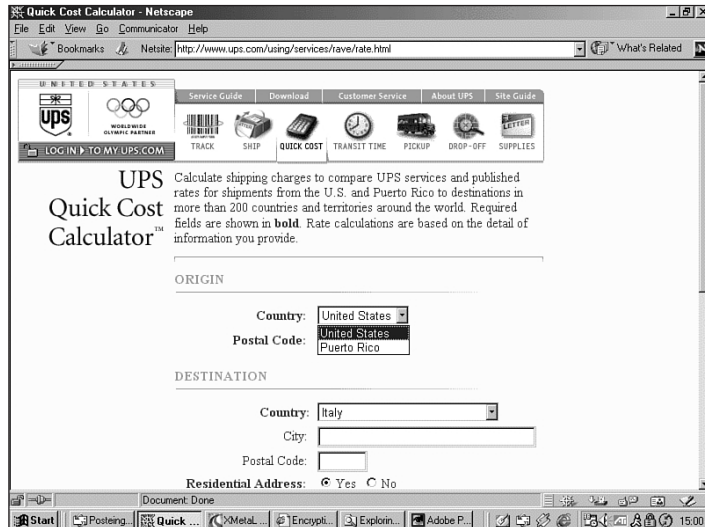 Quick Cost Calculator - Netscape
File Edit View Go Communicator Help
Bookmarks Netsite: http://www.ups.com/using/services/rave/rate.html What's Related
UNITED STATES
Service Guide Download Customer Service About UPS Site Guide
ups
WORLDWIDE
OLYMPIC PARTNER
LETTER
TRACK SHIP QUICK COST TRANSIT TIME PICKUP DROP-OFF SUPPLIES
LOG IN TO MY UPS.COM
UPS
Quick Cost
Calculator™
Calculate shipping charges to compare UPS services and published
rates for shipments from the U.S. and Puerto Rico to destinations in
more than 200 countries and territories around the world. Required
fields are shown in bold. Rate calculations are based on the detail of
information you provide.
ORIGIN
Country: United States
Postal Code:
United States
Puerto Rico
DESTINATION
Country: Italy
City:
Postal Code:
Residential Address: Yes No
Document: Done
Start Posteing... Quick ... XMetaL ... Encrypti... Explorin... Adobe P... 15:00